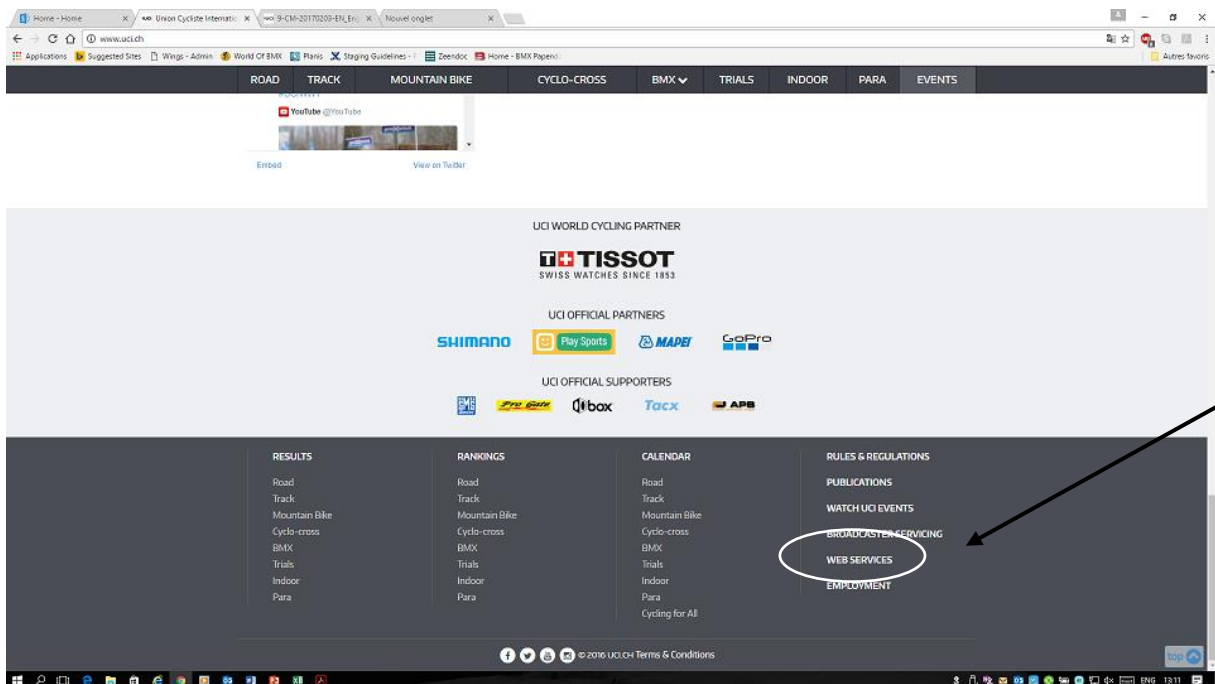 Home - Home
Union Cycliste Internatio
9-CM-20170203-EN_En
Nouvel onglet
www.uci.ch
Applications Suggested Sites Wings - Admin World Of BMX Planis Staging Guidelines - Zeendoc Home - BMX Papend
Autres favoris
ROAD TRACK MOUNTAIN BIKE CYCLO-CROSS BMX TRIALS INDOOR PARA EVENTS
YouTube @YouTube
Embed View on Twitter
UCI WORLD CYCLING PARTNER
T+ TISSOT
SWISS WATCHES SINCE 1853
UCI OFFICIAL PARTNERS
SHIMANO Play Sports MAPEI GoPro
UCI OFFICIAL SUPPORTERS
Pro Gate box Tacx APB
RESULTS RANKINGS CALENDAR RULES & REGULATIONS
Road Road Road PUBLICATIONS
Track Track Track
Mountain Bike Mountain Bike Mountain Bike WATCH UCI EVENTS
Cyclo-cross Cyclo-cross Cyclo-cross BROADCASTER SERVICING
BMX BMX BMX
Trials Trials Trials WEB SERVICES
Indoor Indoor Indoor EMPLOYMENT
Para Para Para
Cycling for All
© 2016 UCI.CH Terms & Conditions
top
ENG 13:11